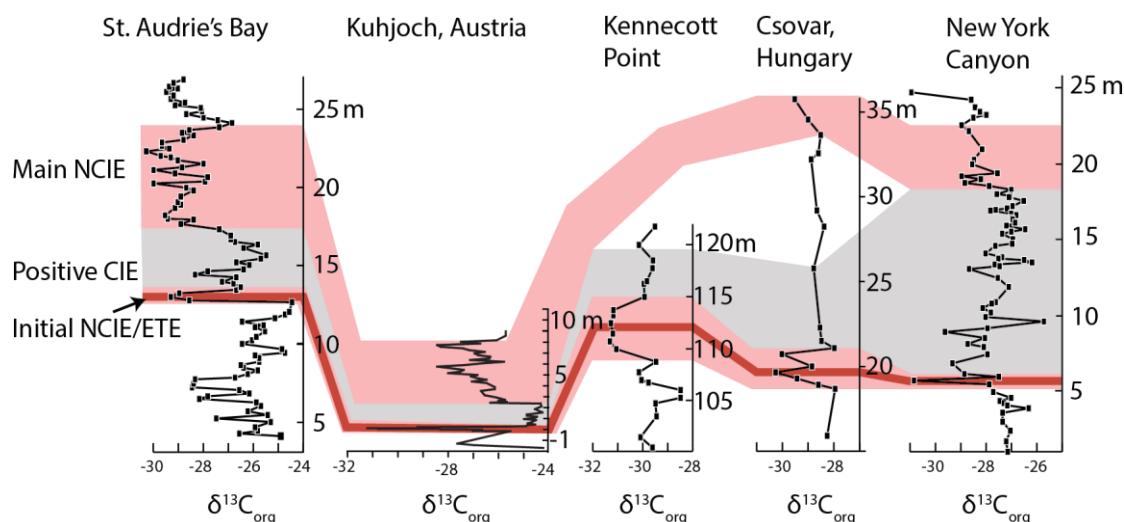 St. Audrie's Bay
Kuhjoch, Austria
Kennecott
Point
Csovar,
Hungary
New York
Canyon
Main NCIE
Positive CIE
Initial NCIE/ETE
25 m
20
15
10
5
10 m
5
-1
120m
115
110
105
35 m
30
25
20
25 m
20
15
10
5
-30 -28 -26 -24
-32 -28 -24
-32 -30 -28
-30 -28
-30 -28 -26 -25
δ¹³Corg
δ¹³Corg
δ¹³Corg
δ¹³Corg
δ¹³Corg